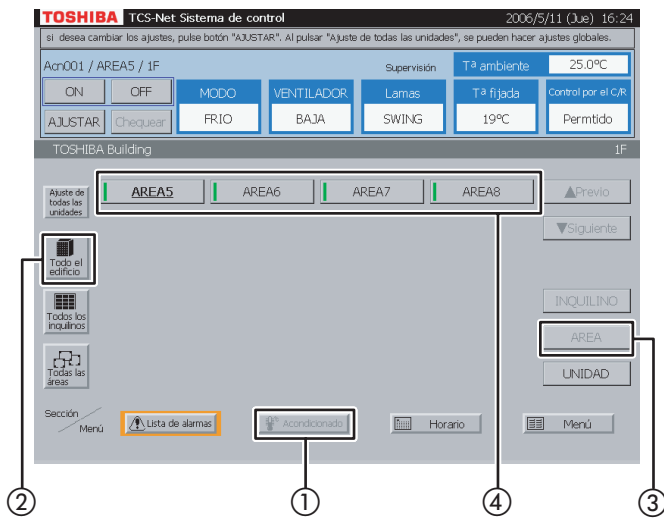 TOSHIBA TCS-Net Sistema de control 2006/5/11 (Jue) 16:24
si desea cambiar los ajustes, pulse botón "AJUSTAR". Al pulsar "Ajuste de todas las unidades", se pueden hacer ajustes globales.
Acn001 / AREA5 / 1F Supervisión Tª ambiente 25.0ºC
ON OFF MODO VENTILADOR Lamas Tª fijada Control por el C/R
AJUSTAR Chequear FRIO BAJA SWING 19ºC Permtido
TOSHIBA Building 1F
Ajuste de
todas las
unidades
AREA5 AREA6 AREA7 AREA8 ▲Previo
▼Siguiente
② Todo el
edificio
Todos los
inquilinos
INQUILINO
AREA
Todas las
áreas
UNIDAD
Sección
Menú
Lista de alarmas Acondicionado Horario Menú
① ④ ③